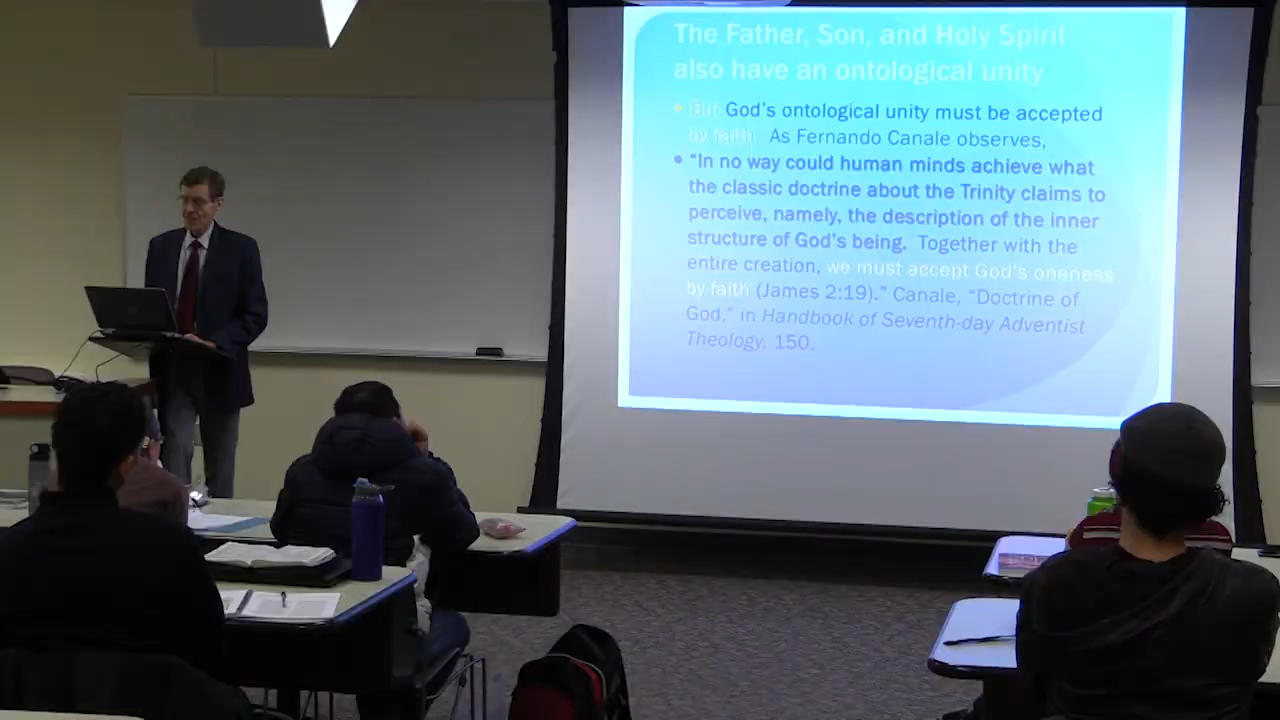 The Father, Son, and Holy Spirit
also have an ontological unity
• But God's ontological unity must be accepted
by faith. As Fernando Canale observes,
• “In no way could human minds achieve what
the classic doctrine about the Trinity claims to
perceive, namely, the description of the inner
structure of God's being. Together with the
entire creation, we must accept God's oneness
by faith (James 2:19).” Canale, “Doctrine of
God,” in Handbook of Seventh-day Adventist
Theology, 150.